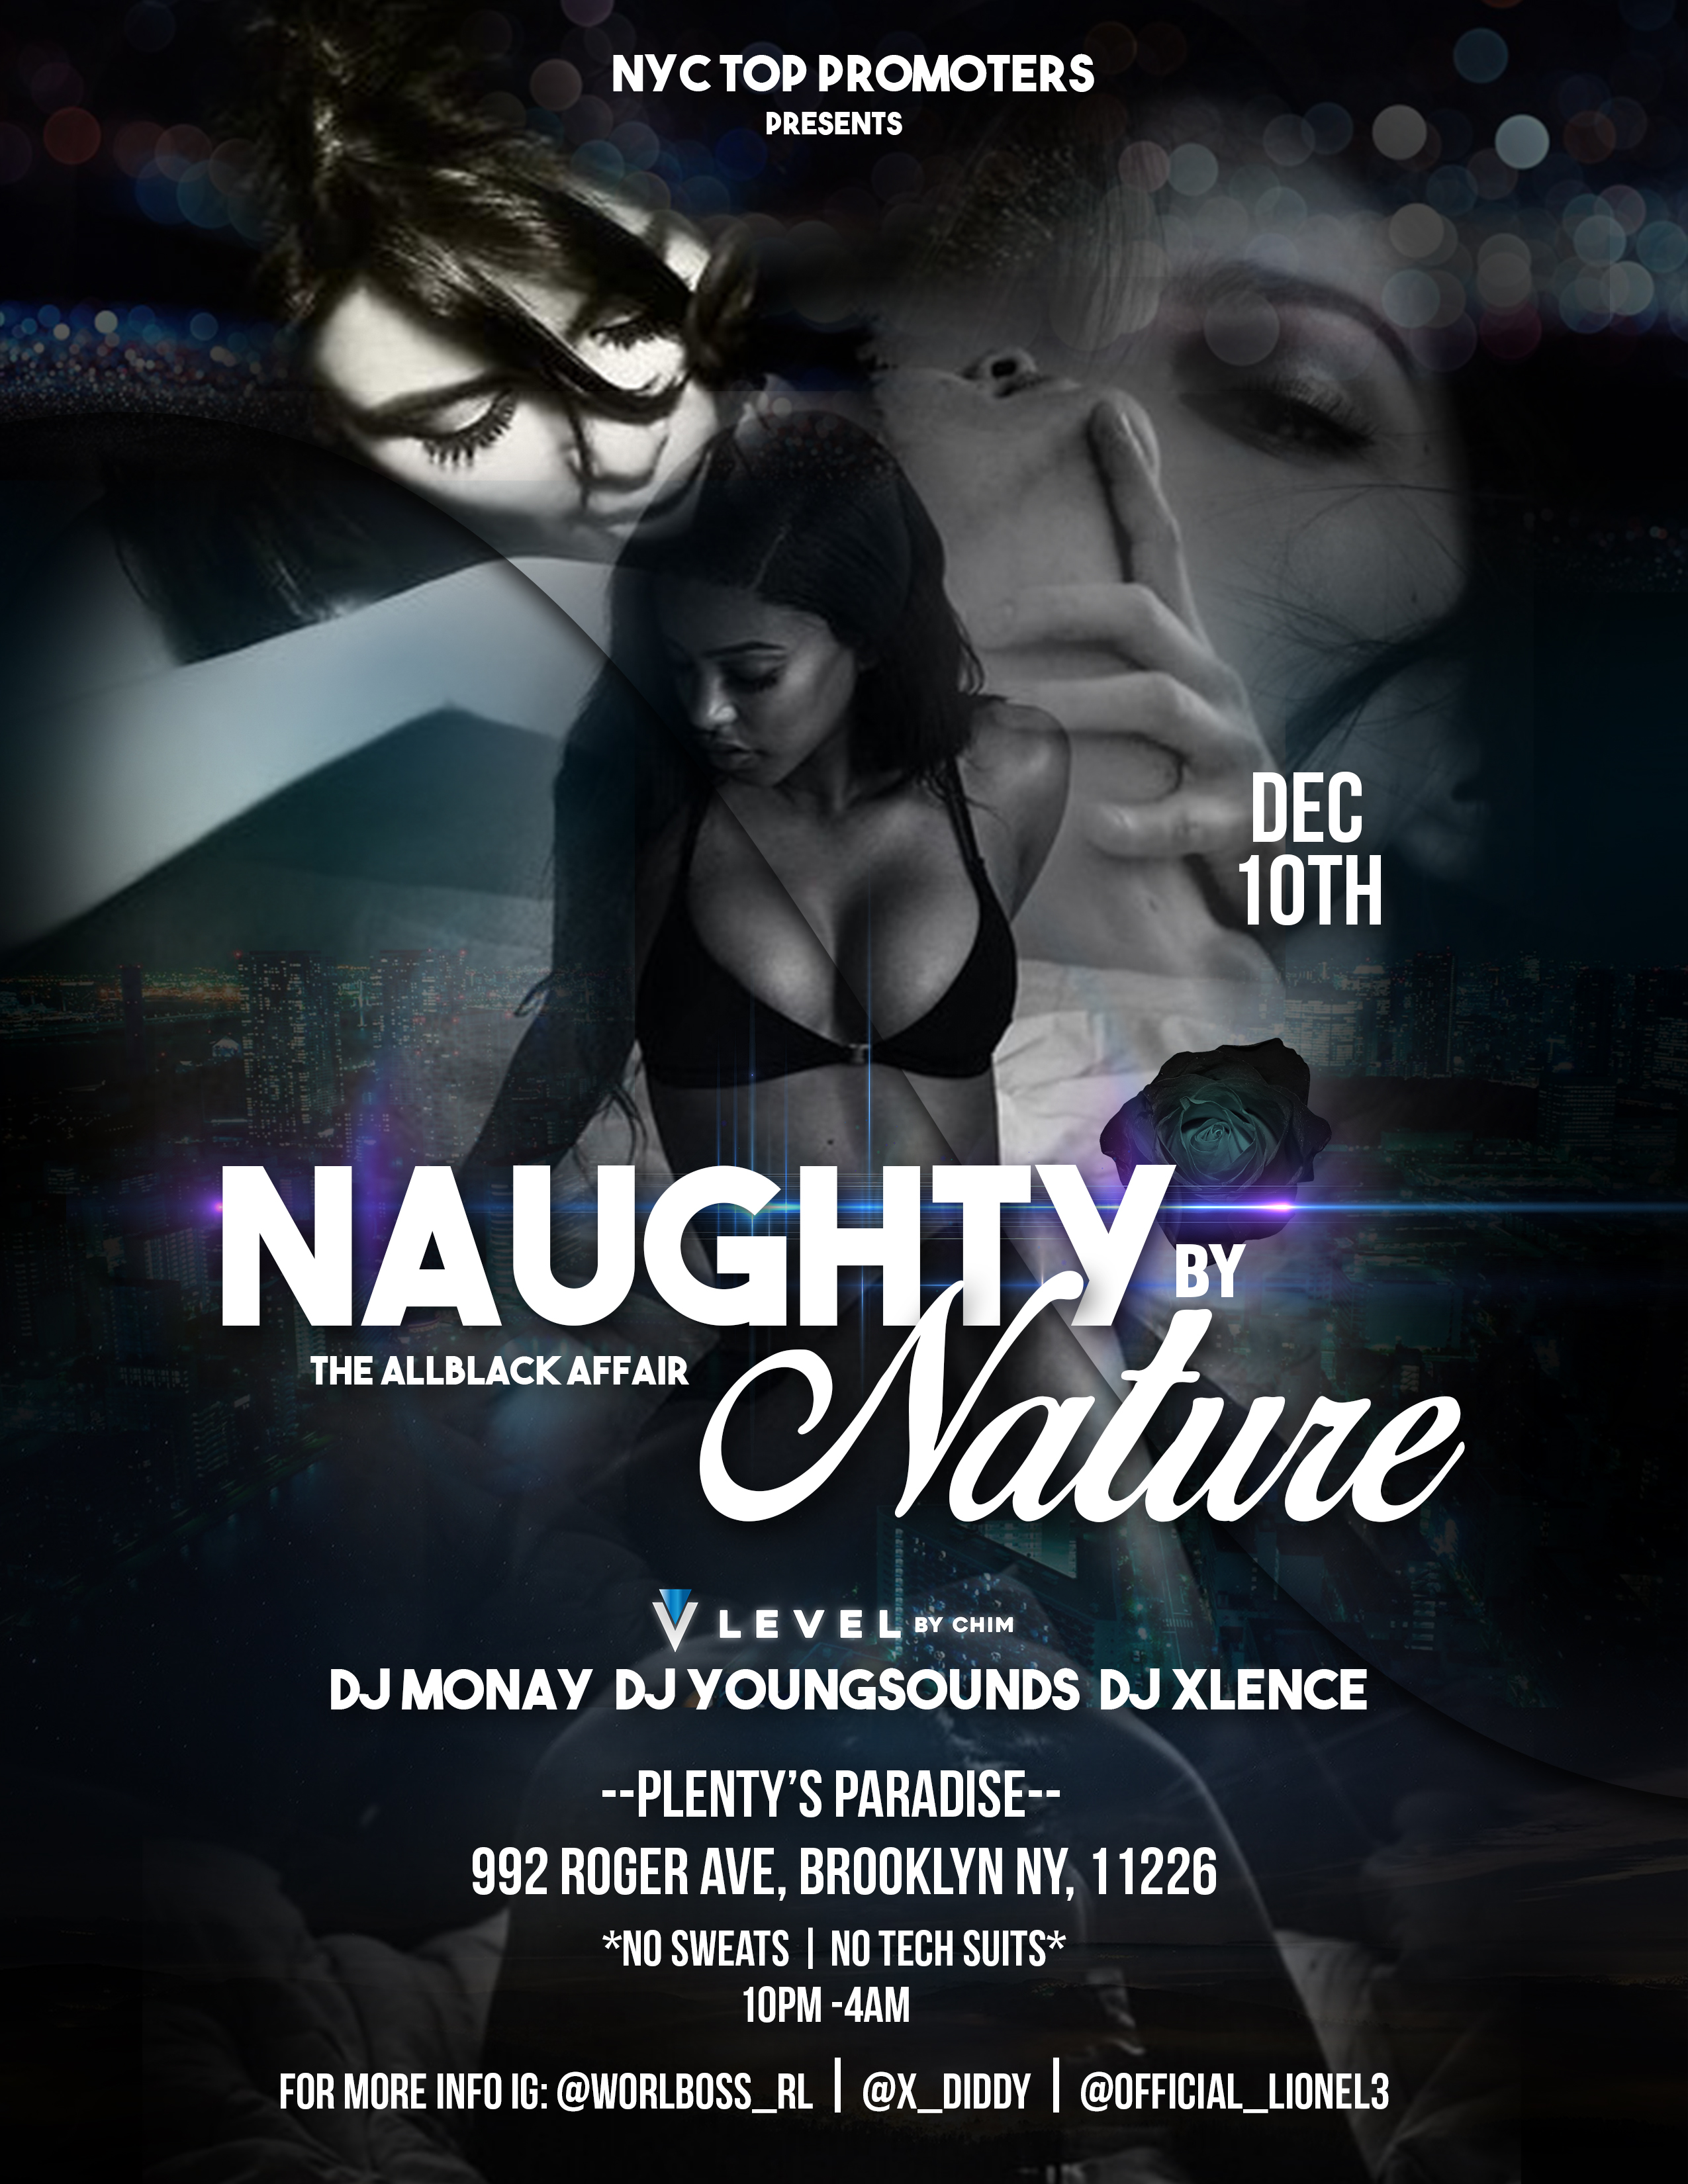 NYC TOP PROMOTERS
PRESENTS
DEC
10TH
NAUGHTY
BY
THE ALLBLACK AFFAIR
Nature
LEVEL BY CHIM
DJ MONAY DJ YOUNGSOUNDS DJ XLENCE
--PLENTY'S PARADISE--
992 ROGER AVE, BROOKLYN NY, 11226
*NO SWEATS | NO TECH SUITS*
10PM -4AM
FOR MORE INFO IG: @WORLBOSS_RL | @X_DIDDY | @OFFICIAL_LIONEL3